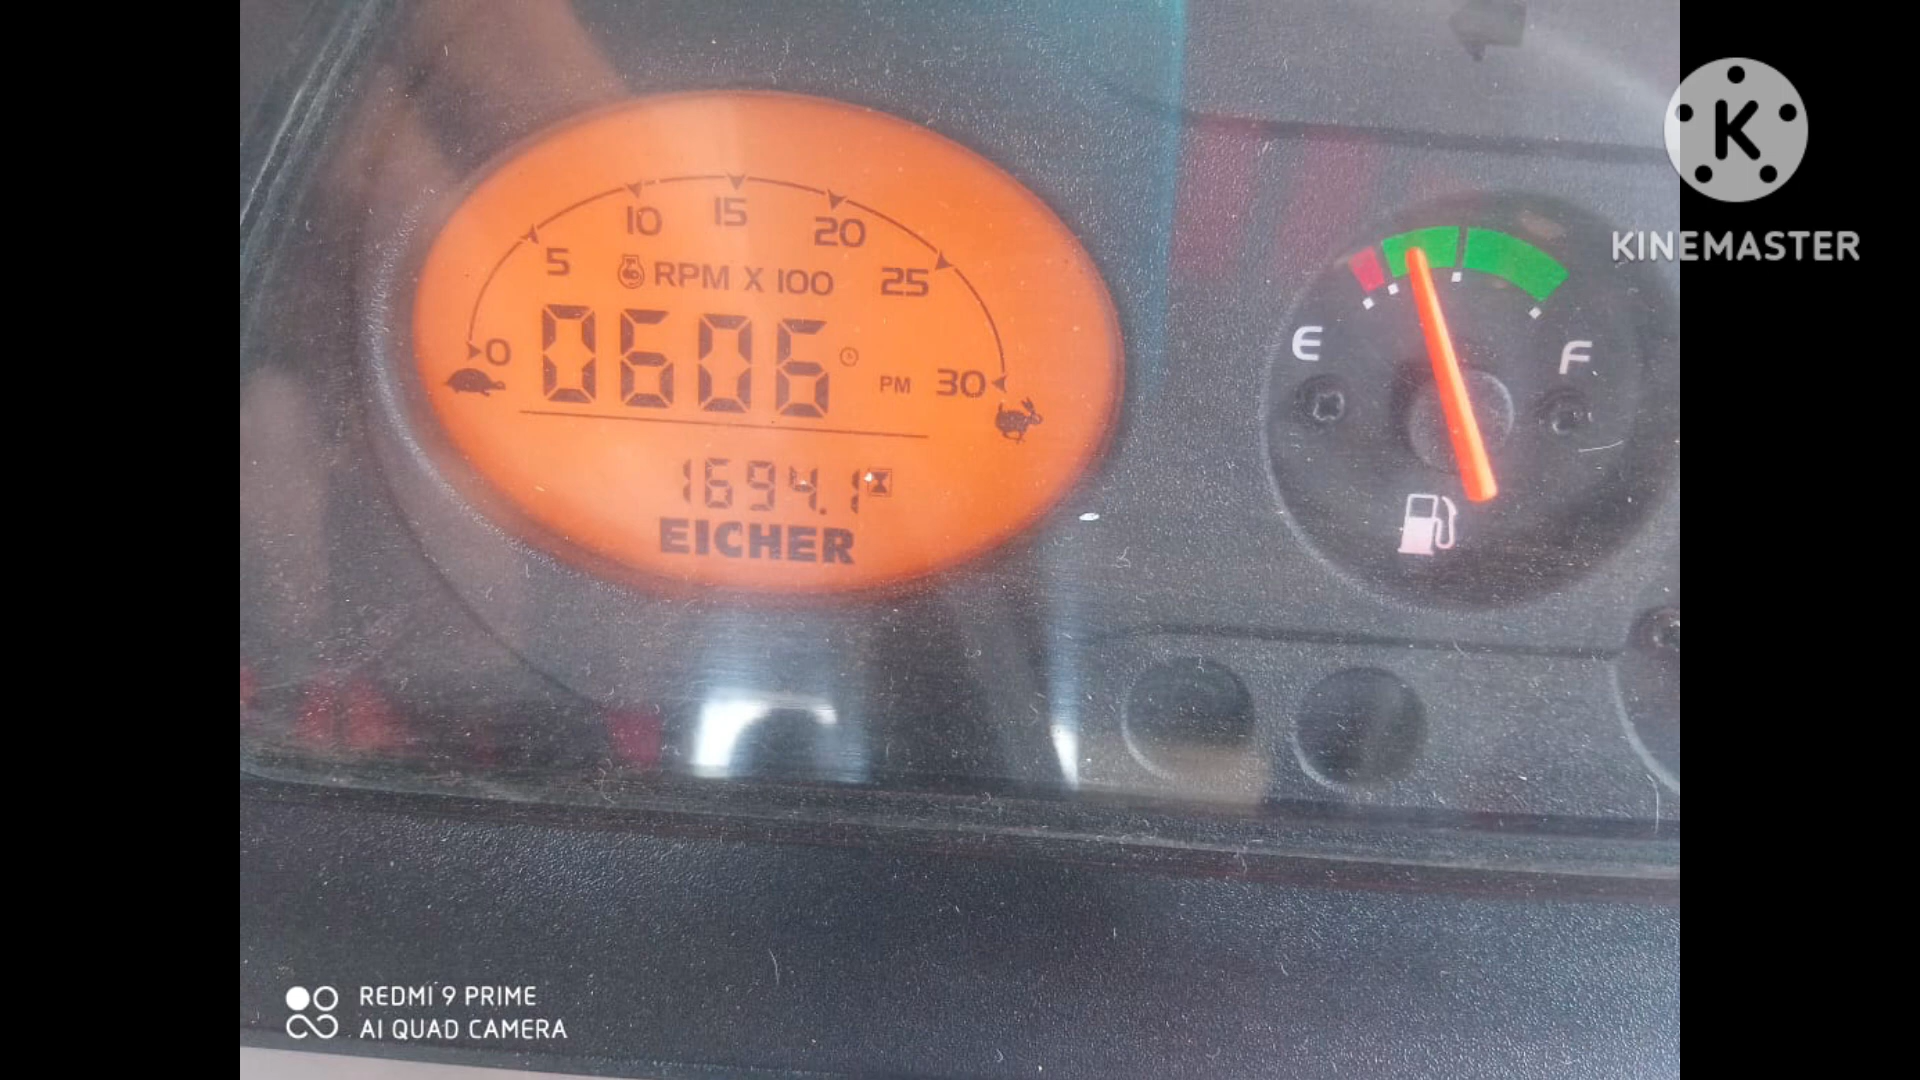 0 5 10 15 20 25 30
RPM X 100
0606 PM
1694.1
EICHER
E F
K
KINEMASTER
REDMI 9 PRIME
AI QUAD CAMERA